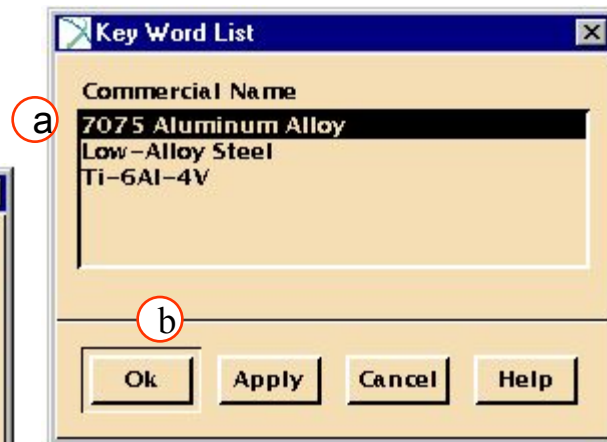 Key Word List
Commercial Name
a
7075 Aluminum Alloy
Low-Alloy Steel
Ti-6Al-4V
b
Ok Apply Cancel Help